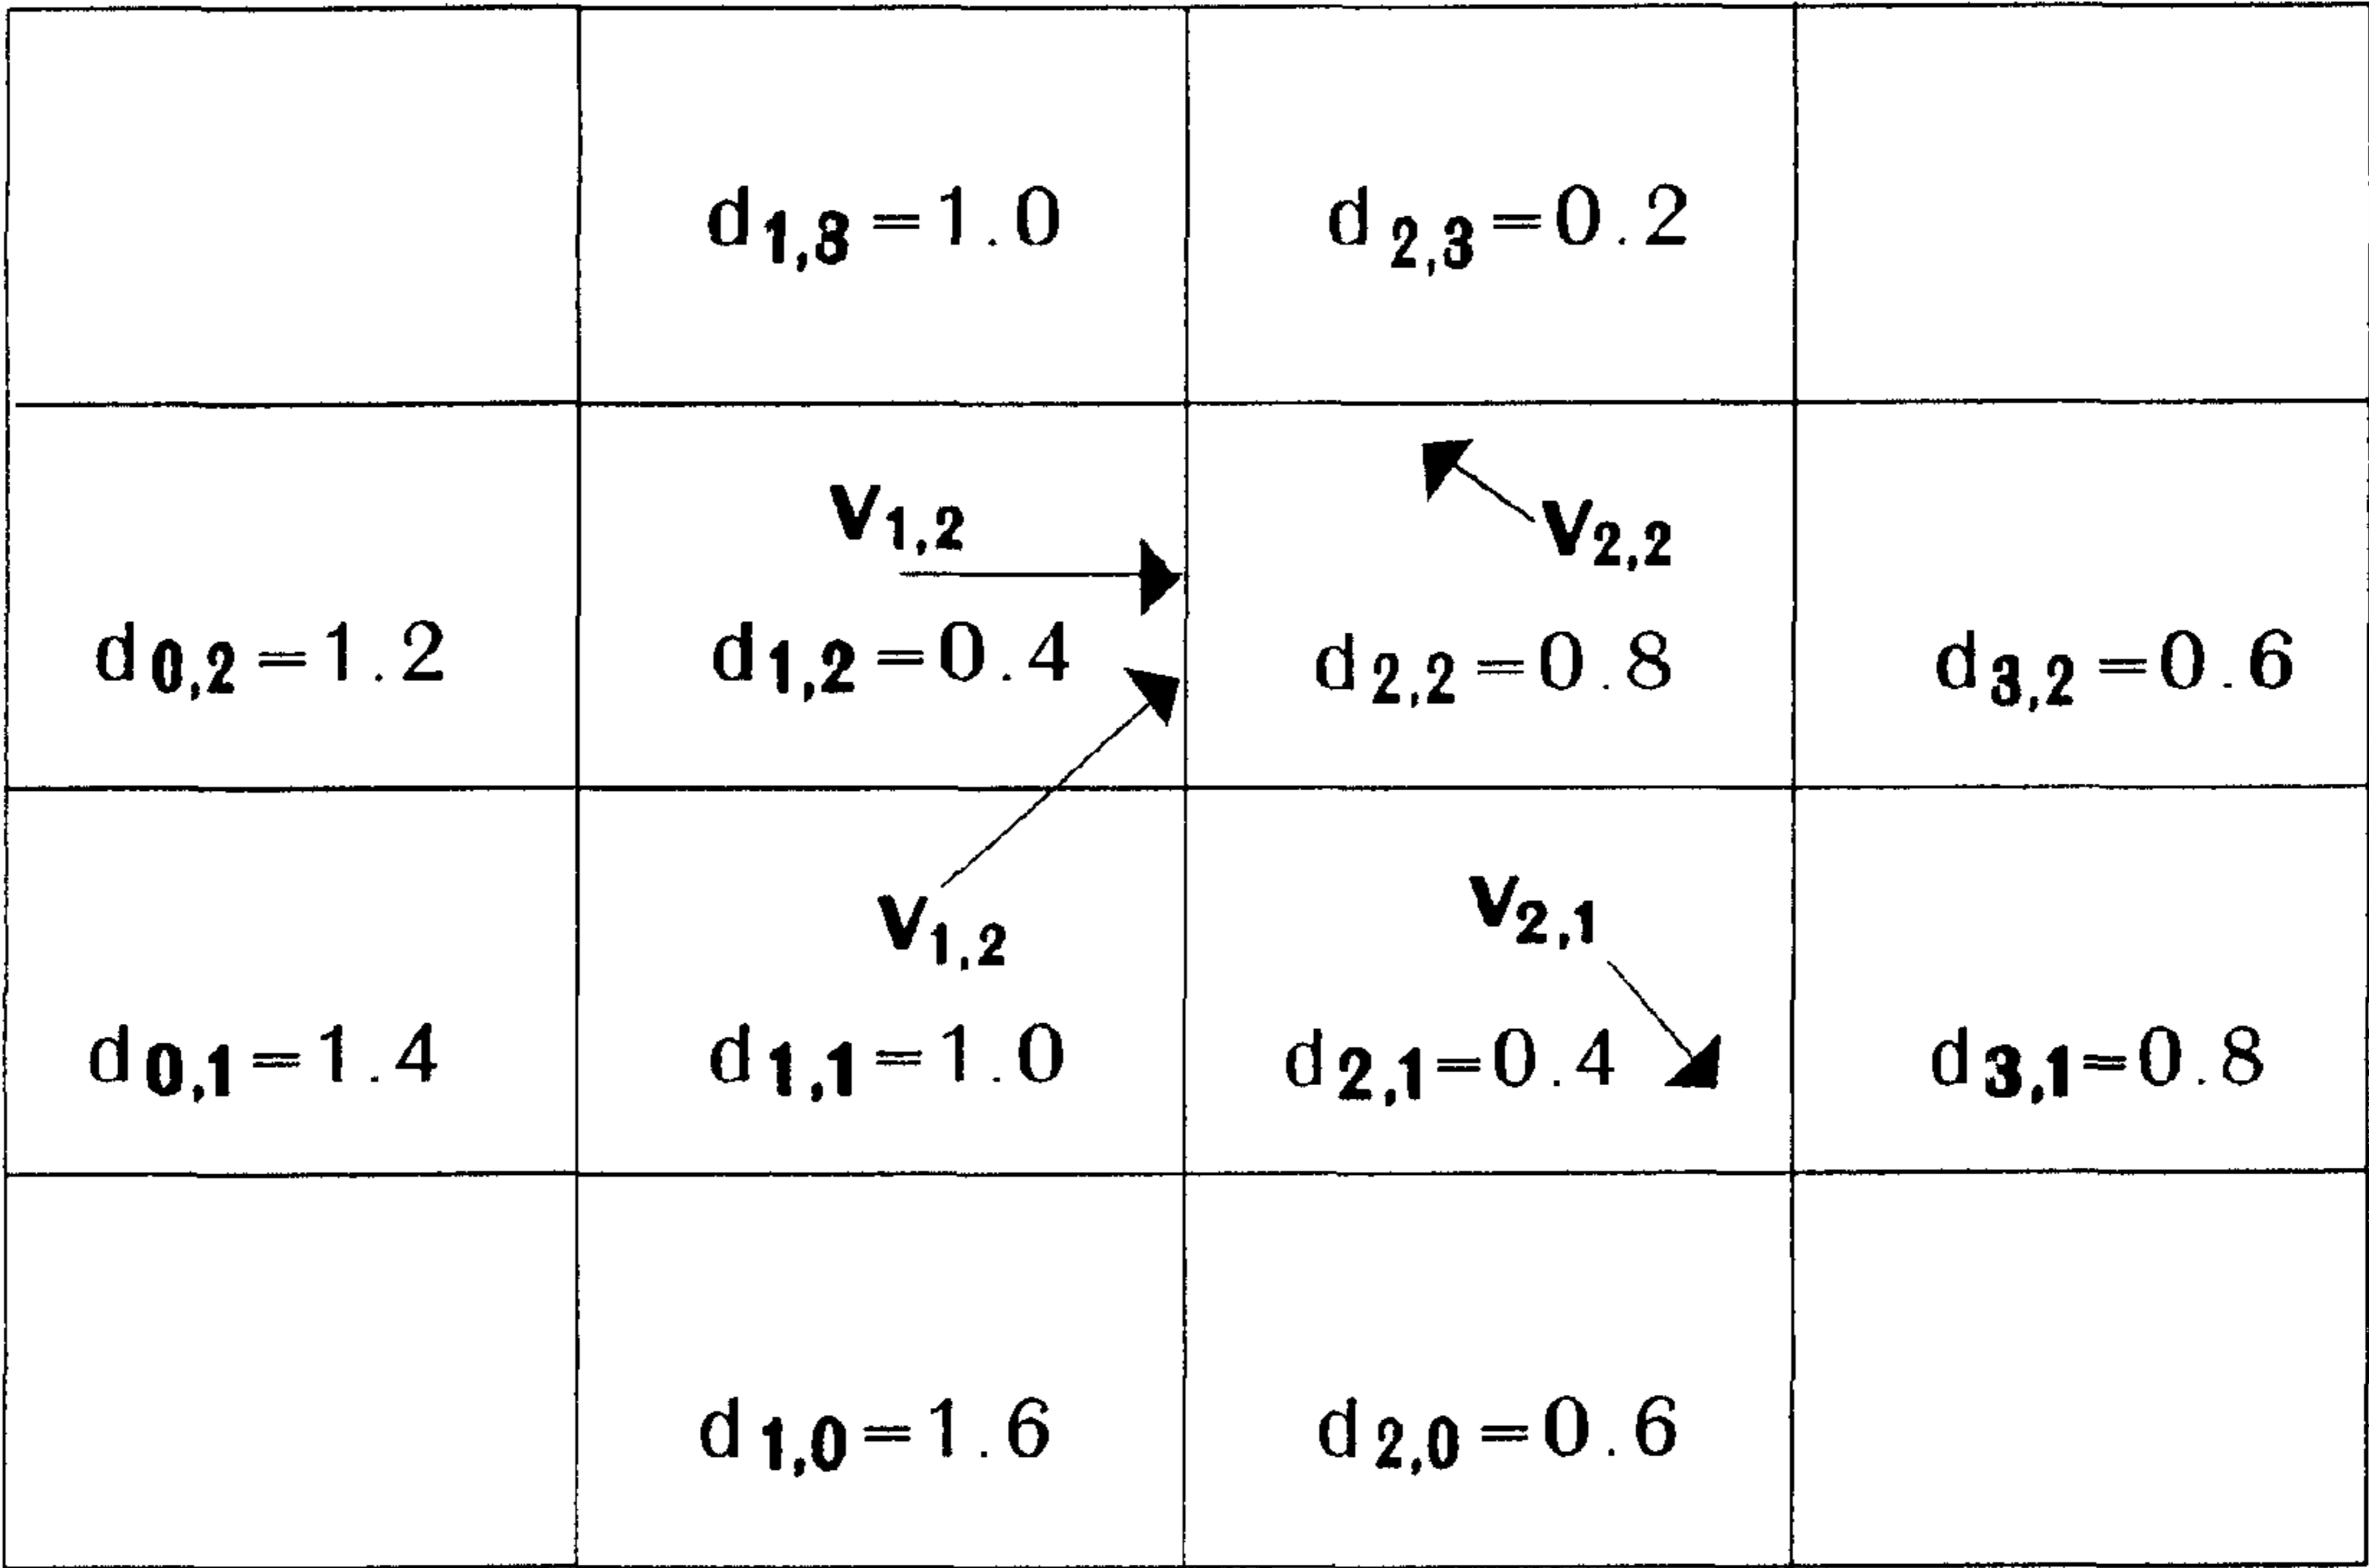 d1,3=1.0 d2,3=0.2
V1,2 V2,2
d0,2=1.2 d1,2=0.4 d2,2=0.8 d3,2=0.6
V1,2 V2,1
d0,1=1.4 d1,1=1.0 d2,1=0.4 d3,1=0.8
d1,0=1.6 d2,0=0.6